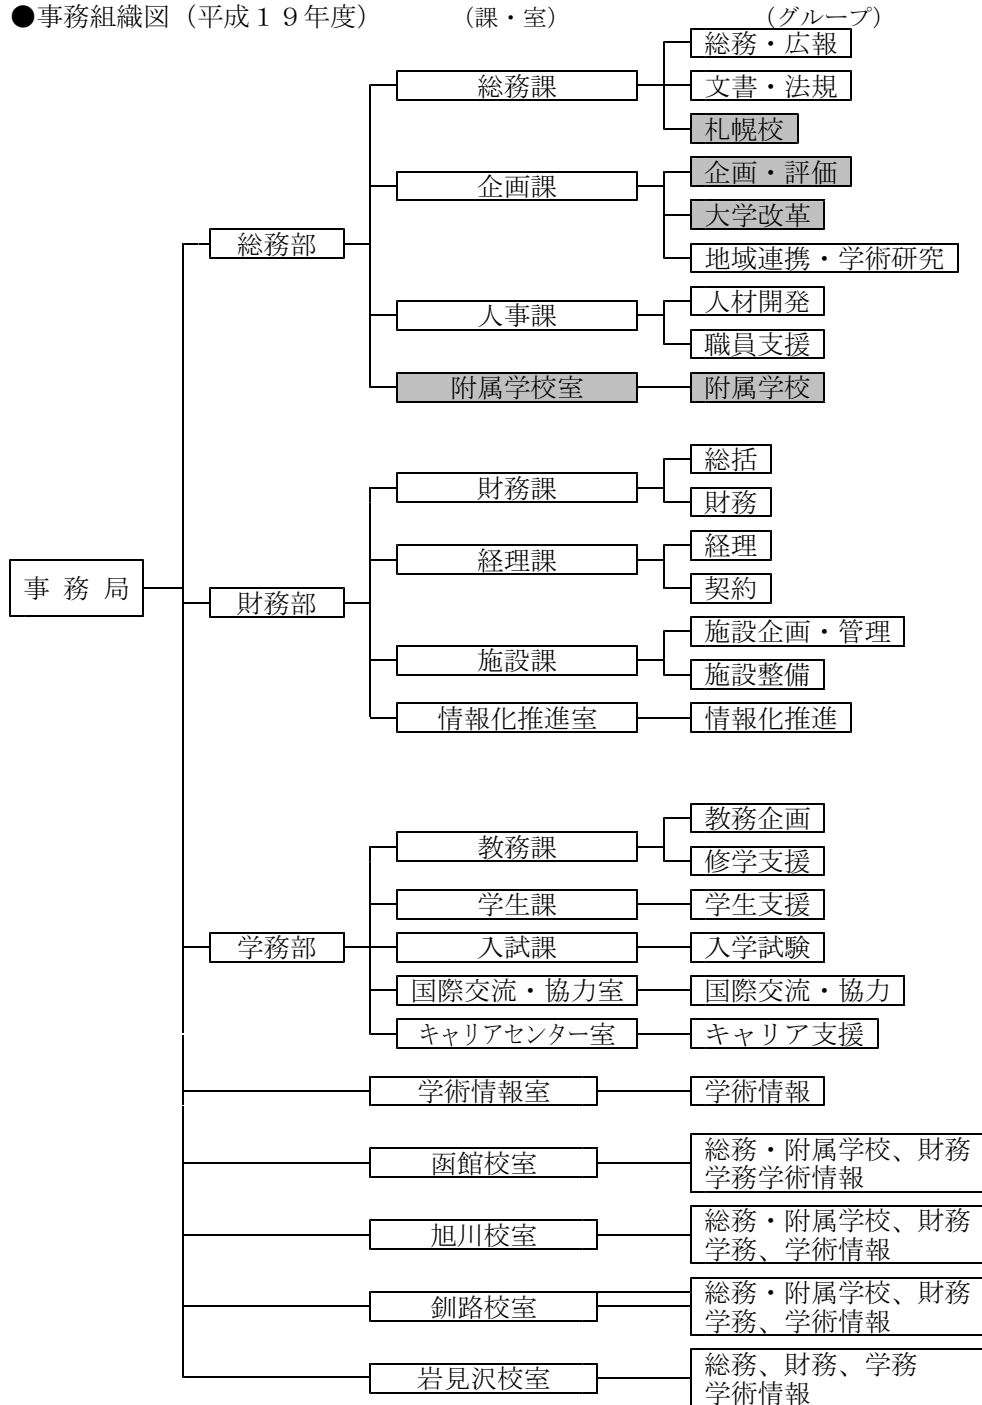 ●事務組織図（平成１９年度）　（課・室）　（グループ）
総務・広報
総務課
文書・法規
札幌校
企画・評価
企画課
大学改革
総務部
地域連携・学術研究
人材開発
人事課
職員支援
附属学校室
附属学校
総括
財務課
財務
経理
経理課
事 務 局
契約
財務部
施設企画・管理
施設課
施設整備
情報化推進室
情報化推進
教務企画
教務課
修学支援
学生課
学生支援
学務部
入試課
入学試験
国際交流・協力室
国際交流・協力
キャリアセンター室
キャリア支援
学術情報室
学術情報
函館校室
総務・附属学校、財務
学務学術情報
旭川校室
総務・附属学校、財務
学務、学術情報
釧路校室
総務・附属学校、財務
学務、学術情報
岩見沢校室
総務、財務、学務
学術情報